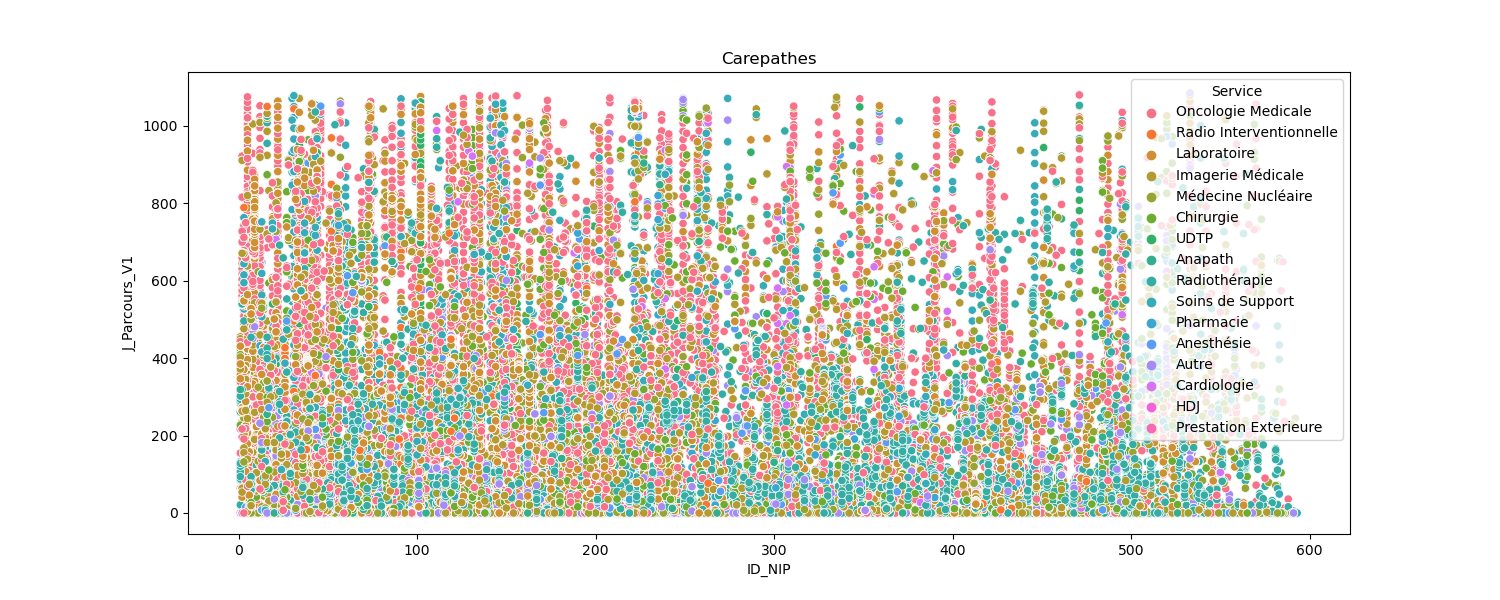 Carepathes
J_Parcours_V1
1000
800
600
400
200
0
0 100 200 300 400 500 600
ID_NIP
Service
Oncologie Medicale
Radio Interventionnelle
Laboratoire
Imagerie Médicale
Médecine Nucléaire
Chirurgie
UDTP
Anapath
Radiothérapie
Soins de Support
Pharmacie
Anesthésie
Autre
Cardiologie
HDJ
Prestation Exterieure